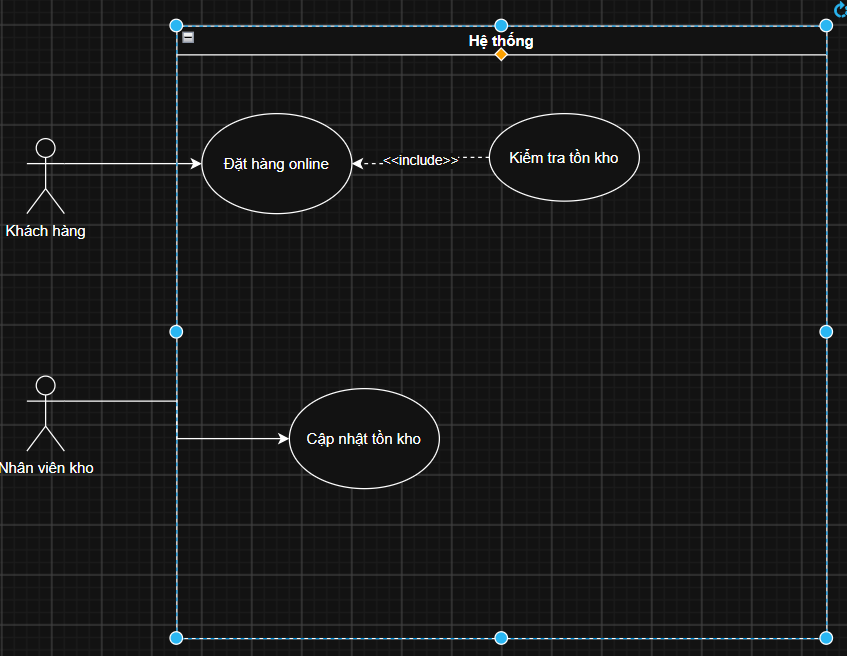 Hệ thống
Đặt hàng online
<<include>>
Kiểm tra tồn kho
Khách hàng
Cập nhật tồn kho
Nhân viên kho